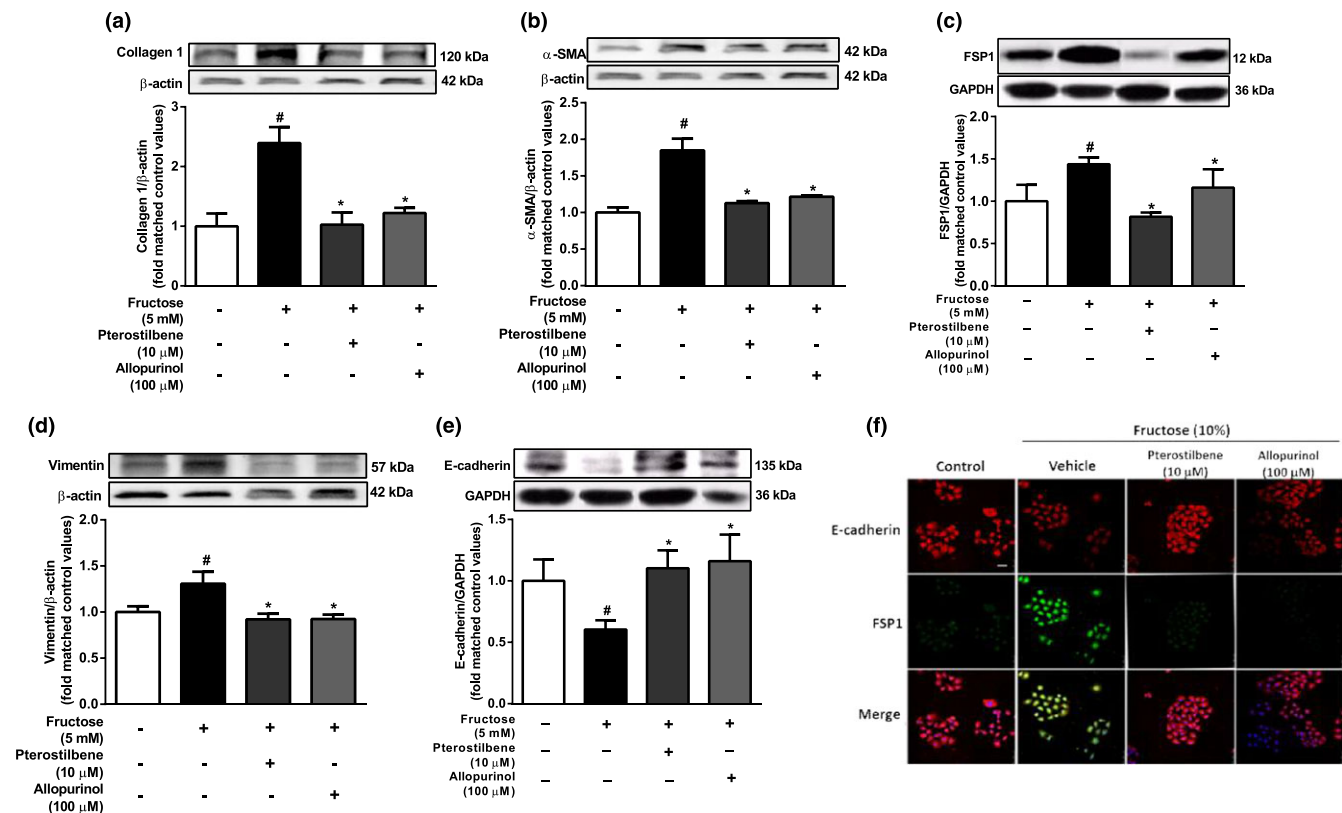 (a)
Collagen 1
120 kDa
β-actin
42 kDa
Collagen 1/β-actin
(fold matched control values)
3
2
1
0
#
*
*
Fructose
(5 mM)
- + + +
Pterostilbene
(10 μM)
- - + -
Allopurinol
(100 μM)
- - - +
(b)
α-SMA
42 kDa
β-actin
42 kDa
α-SMA/β-actin
(fold matched control values)
2.5
2.0
1.5
1.0
0.5
0.0
#
*
*
Fructose
(5 mM)
- + + +
Pterostilbene
(10 μM)
- - + -
Allopurinol
(100 μM)
- - - +
(c)
FSP1
12 kDa
GAPDH
36 kDa
FSP1/GAPDH
(fold matched control values)
2.0
1.5
1.0
0.5
0.0
#
*
*
Fructose
(5 mM)
– + + +
Pterostilbene
(10 μM)
– – + –
Allopurinol
(100 μM)
– – – +
(d)
Vimentin
57 kDa
β-actin
42 kDa
Vimentin/β-actin
(fold matched control values)
2.0
1.5
1.0
0.5
0.0
#
*
*
Fructose
(5 mM)
- + + +
Pterostilbene
(10 μM)
- - + -
Allopurinol
(100 μM)
- - - +
(e)
E-cadherin
135 kDa
GAPDH
36 kDa
E-cadherin/GAPDH
(fold matched control values)
1.5
1.0
0.5
0.0
#
*
*
Fructose
(5 mM)
– + + +
Pterostilbene
(10 μM)
– – + –
Allopurinol
(100 μM)
– – – +
(f)
Fructose (10%)
Control
Vehicle
Pterostilbene
(10 μM)
Allopurinol
(100 μM)
E-cadherin
FSP1
Merge